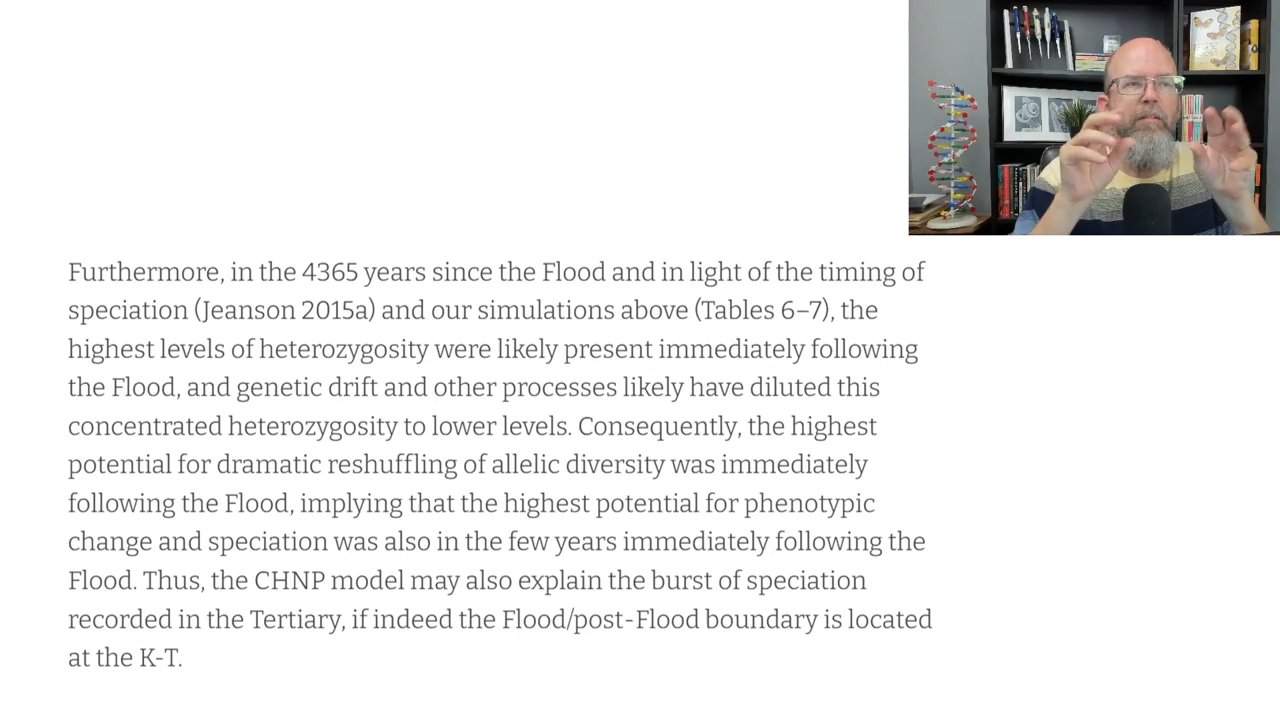 Furthermore, in the 4365 years since the Flood and in light of the timing of
speciation (Jeanson 2015a) and our simulations above (Tables 6–7), the
highest levels of heterozygosity were likely present immediately following
the Flood, and genetic drift and other processes likely have diluted this
concentrated heterozygosity to lower levels. Consequently, the highest
potential for dramatic reshuffling of allelic diversity was immediately
following the Flood, implying that the highest potential for phenotypic
change and speciation was also in the few years immediately following the
Flood. Thus, the CHNP model may also explain the burst of speciation
recorded in the Tertiary, if indeed the Flood/post-Flood boundary is located
at the K-T.